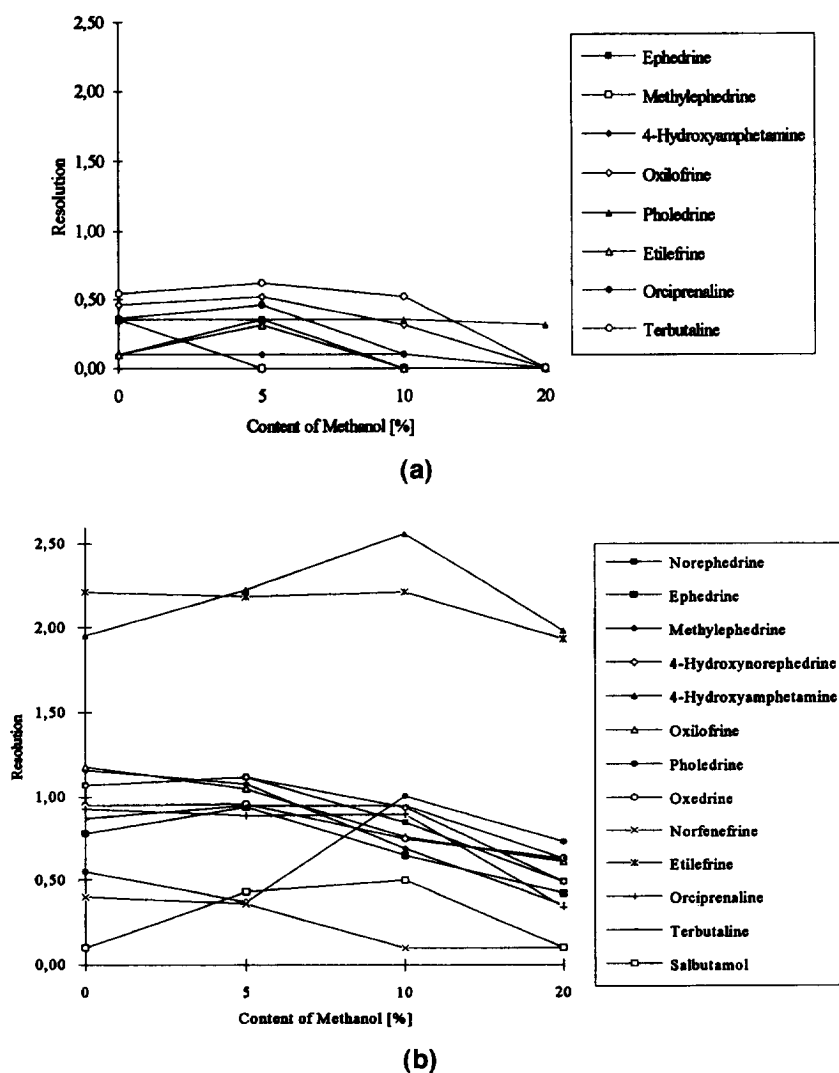 2,50
2,00
1,50
1,00
0,50
0,00
Resolution
0 5 10 20
Content of Methanol [%]
Ephedrine
Methylephedrine
4-Hydroxyamphetamine
Oxilofrine
Pholedrine
Etilefrine
Orciprenaline
Terbutaline
(a)
2,50
2,00
1,50
1,00
0,50
0,00
Resolution
0 5 10 20
Content of Methanol [%]
Norephedrine
Ephedrine
Methylephedrine
4-Hydroxynorephedrine
4-Hydroxyamphetamine
Oxilofrine
Pholedrine
Oxedrine
Norfenefrine
Etilefrine
Orciprenaline
Terbutaline
Salbutamol
(b)